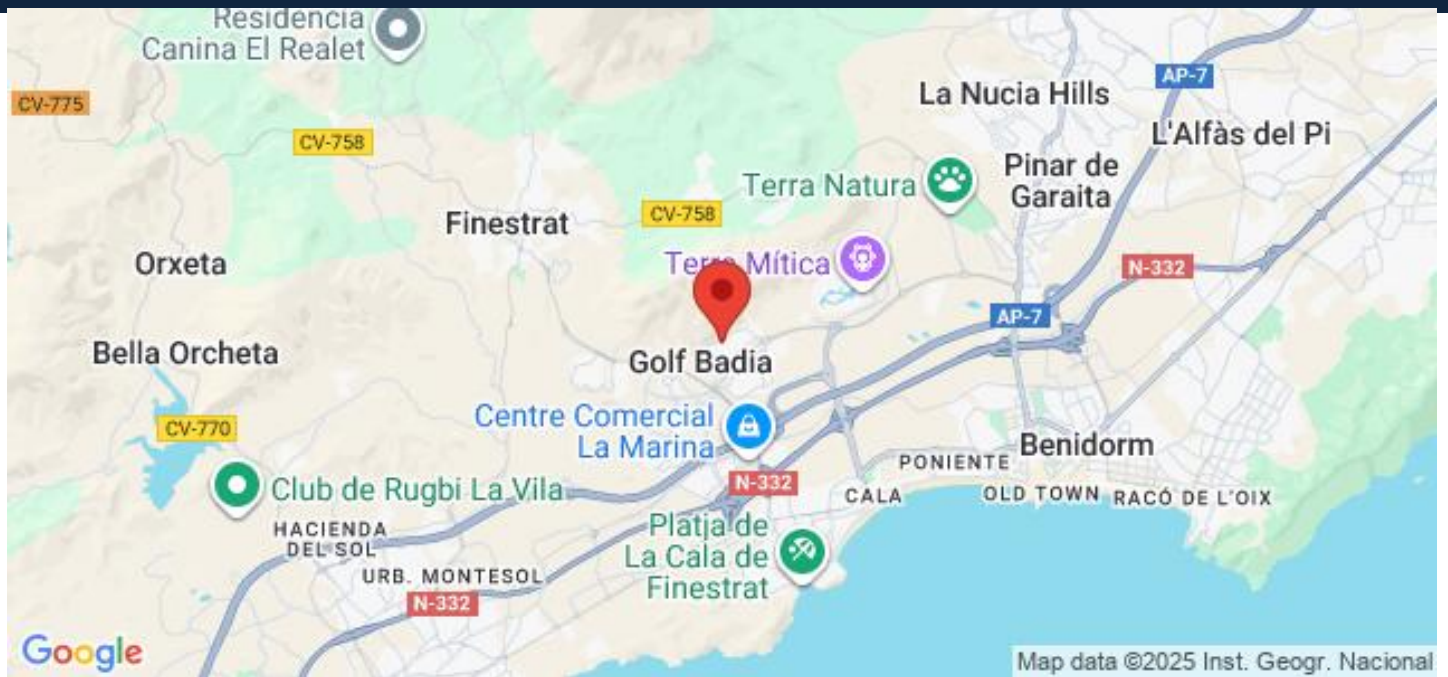 Residència
Canina El Realet
CV-775
AP-7
La Nucia Hills
CV-758
L'Alfàs del Pi
Terra Natura
Pinar de
Garaita
Finestrat
CV-758
Orxeta
Terra Mítica
N-332
AP-7
Bella Orcheta
Golf Badia
Centre Comercial
La Marina
CV-770
Benidorm
PONIENTE
N-332
Club de Rugbi La Vila
CALA
OLD TOWN
RACÓ DE L'OIX
HACIENDA
DEL SOL
Platja de
La Cala de
Finestrat
URB. MONTESOL
N-332
Google
Map data ©2025 Inst. Geogr. Nacional